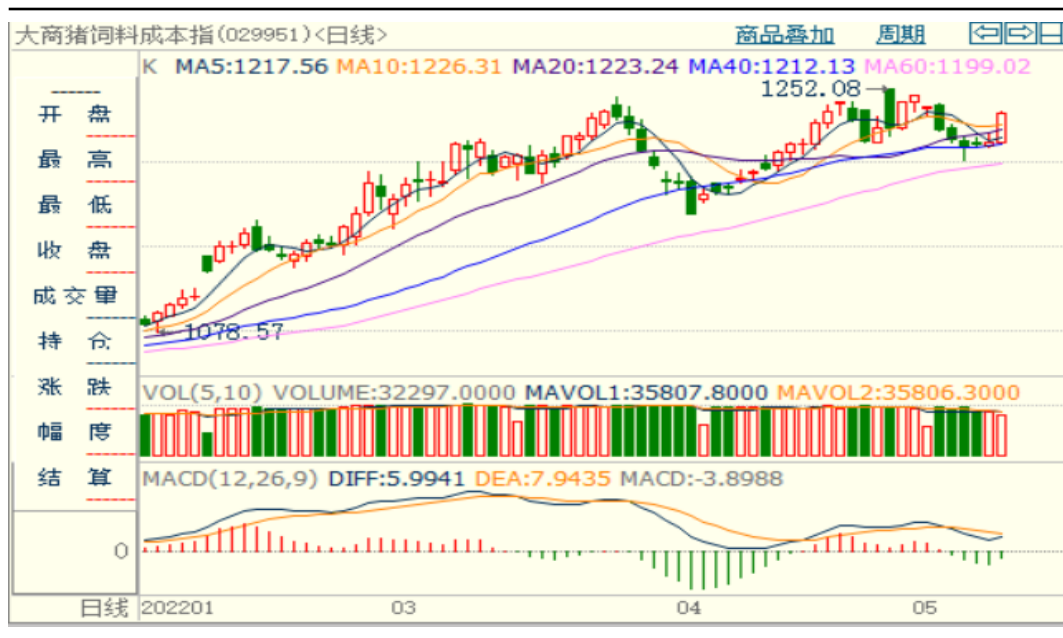 大商猪饲料成本指(029951)<日线> 商品叠加 周期
K MA5:1217.56 MA10:1226.31 MA20:1223.24 MA40:1212.13 MA60:1199.02
1252.08
开 盘
最 高
最 低
收 盘
成交量
持 仓
1078.57
涨 跌
VOL(5,10) VOLUME:32297.0000 MAVOL1:35807.8000 MAVOL2:35806.3000
幅 度
结 算
MACD(12,26,9) DIFF:5.9941 DEA:7.9435 MACD:-3.8988
0
日线 202201 03 04 05